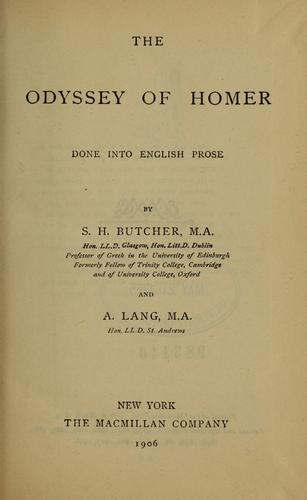 THE
ODYSSEY OF HOMER
DONE INTO ENGLISH PROSE
BY
S. H. BUTCHER, M.A.
Hon. LL.D. Glasgow, Hon. Litt.D. Dublin
Professor of Greek in the University of Edinburgh
Formerly Fellow of Trinity College, Cambridge
and of University College, Oxford
AND
A. LANG, M.A.
Hon. LL.D. St. Andrews
NEW YORK
THE MACMILLAN COMPANY
1906